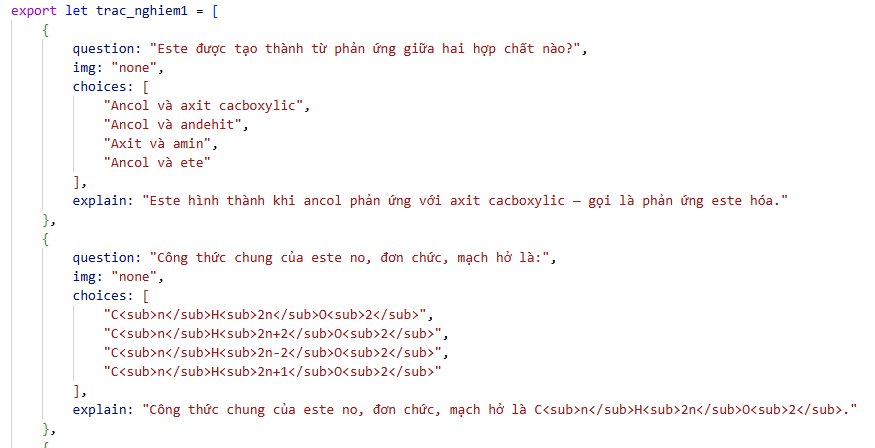 export let trac_nghiem1 = [
{
question: "Este được tạo thành từ phản ứng giữa hai hợp chất nào?",
img: "none",
choices: [
"Ancol và axit cacboxylic",
"Ancol và andehit",
"Axit và amin",
"Ancol và ete"
],
explain: "Este hình thành khi ancol phản ứng với axit cacboxylic – gọi là phản ứng este hóa."
},
{
question: "Công thức chung của este no, đơn chức, mạch hở là:",
img: "none",
choices: [
"C<sub>n</sub>H<sub>2n</sub>O<sub>2</sub>",
"C<sub>n</sub>H<sub>2n+2</sub>O<sub>2</sub>",
"C<sub>n</sub>H<sub>2n-2</sub>O<sub>2</sub>",
"C<sub>n</sub>H<sub>2n+1</sub>O<sub>2</sub>"
],
explain: "Công thức chung của este no, đơn chức, mạch hở là C<sub>n</sub>H<sub>2n</sub>O<sub>2</sub>."
},
{